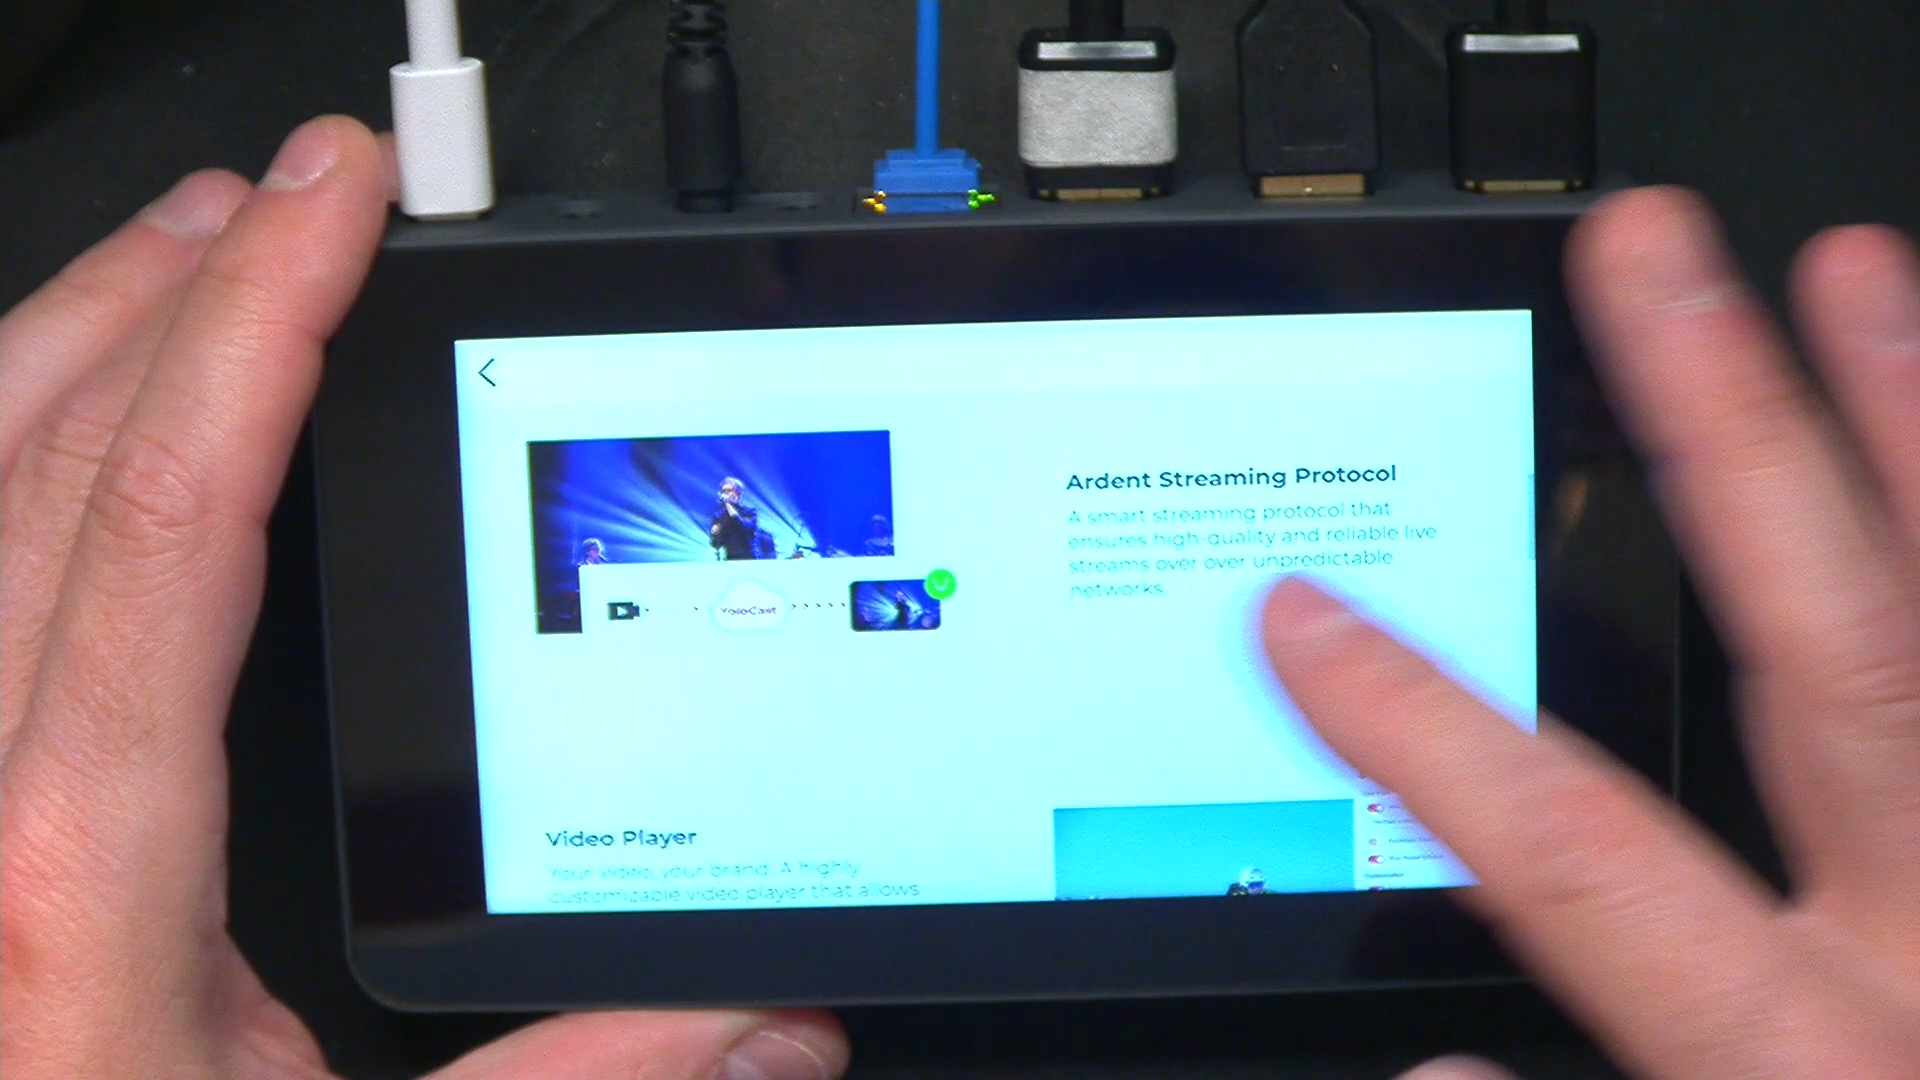 Ardent Streaming Protocol
A smart streaming protocol that
ensures high-quality and reliable live
streams over over unpredictable
networks.
YoloCast
Video Player
Your video, your brand. A highly
customizable video player that allows